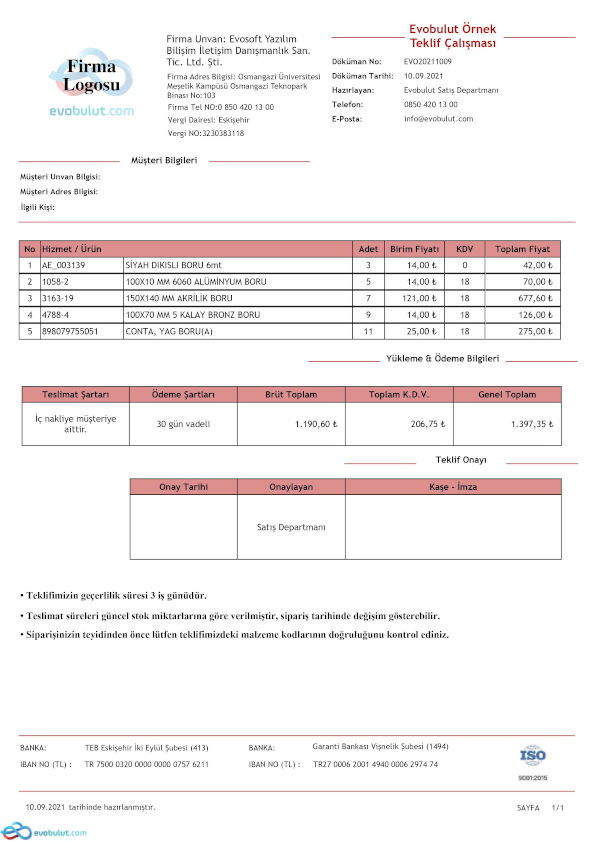 Firma
Logosu
evobulut.com
Firma Unvan: Evosoft Yazılım
Bilişim İletişim Danışmanlık San.
Tic. Ltd. Şti.
Firma Adres Bilgisi: Osmangazi Üniversitesi
Meşelik Kampüsü Osmangazi Teknopark
Binası No:103
Firma Tel NO:0 850 420 13 00
Vergi Dairesi: Eskişehir
Vergi NO:3230383118
Evobulut Örnek
Teklif Çalışması
Döküman No: EVO20211009
Döküman Tarihi: 10.09.2021
Hazırlayan: Evobulut Satış Departmanı
Telefon: 0850 420 13 00
E-Posta: info@evobulut.com
Müşteri Bilgileri
Müşteri Unvan Bilgisi:
Müşteri Adres Bilgisi:
İlgili Kişi:
No Hizmet / Ürün Adet Birim Fiyatı KDV Toplam Fiyat
1 AE_003139 SİYAH DIKISLI BORU 6mt 3 14,00 ₺ 0 42,00 ₺
2 1058-2 100X10 MM 6060 ALÜMİNYUM BORU 5 14,00 ₺ 18 70,00 ₺
3 3163-19 150X140 MM AKRİLİK BORU 7 121,00 ₺ 18 677,60 ₺
4 4788-4 100X70 MM 5 KALAY BRONZ BORU 9 14,00 ₺ 18 126,00 ₺
5 898079755051 CONTA, YAG BORU(A) 11 25,00 ₺ 18 275,00 ₺
Yükleme & Ödeme Bilgileri
Teslimat Şartarı Ödeme Şartları Brüt Toplam Toplam K.D.V. Genel Toplam
İç nakliye müşteriye
aittir.
30 gün vadeli 1.190,60 ₺ 206,75 ₺ 1.397,35 ₺
Teklif Onayı
Onay Tarihi Onaylayan Kaşe - İmza
Satış Departmanı
• Teklifimizin geçerlilik süresi 3 iş günüdür.
• Teslimat süreleri güncel stok miktarlarına göre verilmiştir, sipariş tarihinde değişim gösterebilir.
• Siparişinizin teyidinden önce lütfen teklifimizdeki malzeme kodlarının doğruluğunu kontrol ediniz.
BANKA: TEB Eskişehir İki Eylül Şubesi (413) BANKA: Garanti Bankası Vişnelik Şubesi (1494)
IBAN NO (TL) : TR 7500 0320 0000 0000 0757 6211 IBAN NO (TL) : TR27 0006 2001 4940 0006 2974 74
ISO
9001:2015
10.09.2021 tarihinde hazırlanmıştır. SAYFA 1/1
evobulut.com